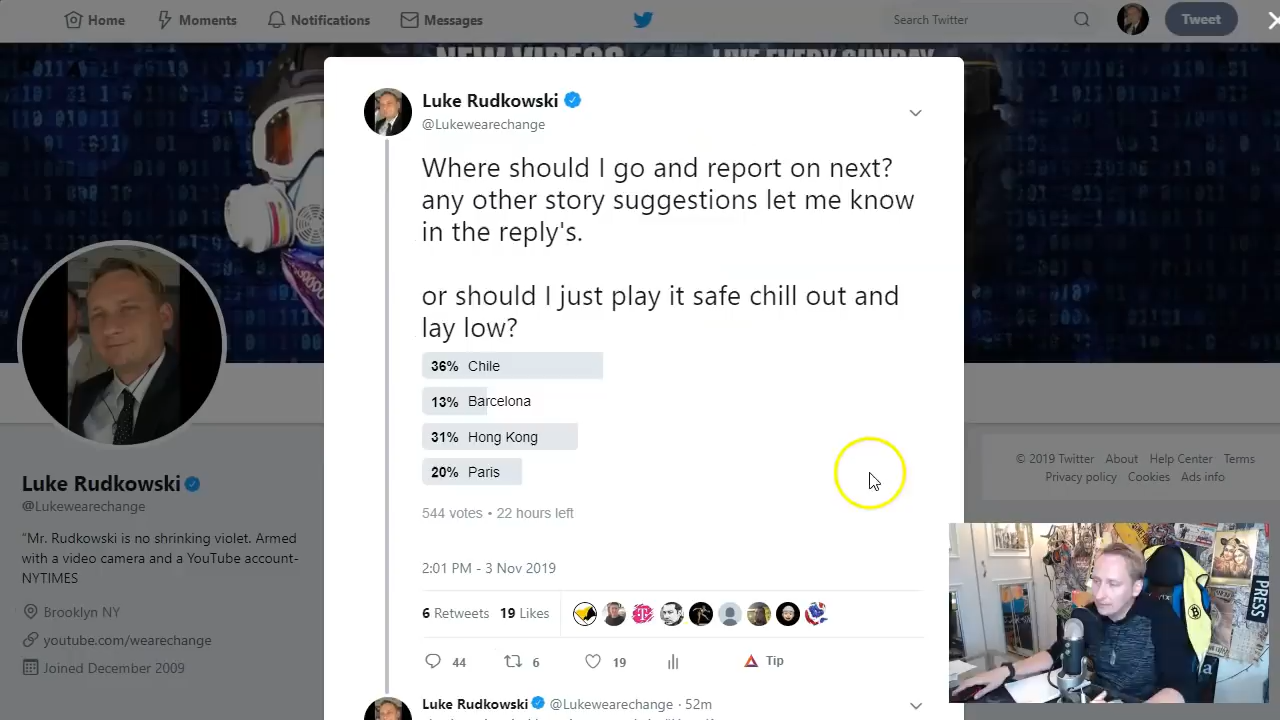 Home
Moments
Notifications
Messages
Search Twitter
Tweet
NEW VIDEOS
LIVE EVERY SUNDAY
Luke Rudkowski
@Lukewearechange
Where should I go and report on next?
any other story suggestions let me know
in the reply's.
or should I just play it safe chill out and
lay low?
36% Chile
13% Barcelona
31% Hong Kong
20% Paris
544 votes • 22 hours left
2:01 PM - 3 Nov 2019
6 Retweets 19 Likes
44
6
19
Tip
Luke Rudkowski @Lukewearechange · 52m
Luke Rudkowski
@Lukewearechange
"Mr. Rudkowski is no shrinking violet. Armed
with a video camera and a YouTube account-
NYTIMES
Brooklyn NY
youtube.com/wearechange
Joined December 2009
© 2019 Twitter About Help Center Terms
Privacy policy Cookies Ads info
PRESS